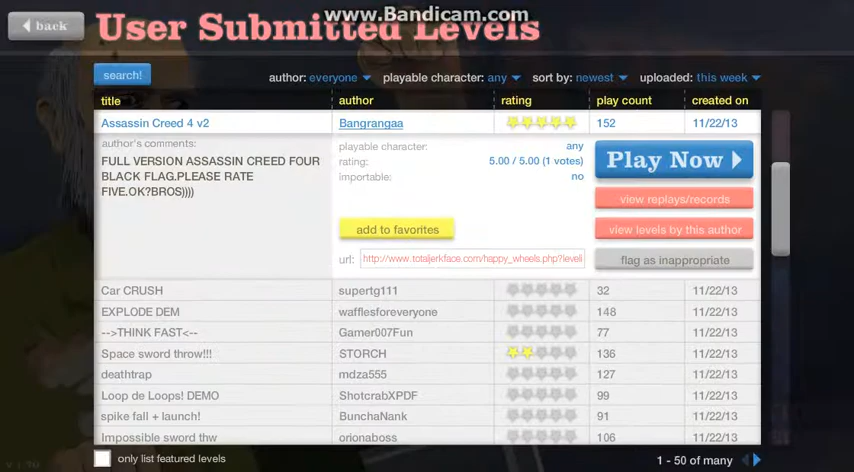 www.Bandicam.com
back
User Submitted Levels
search!
author: everyone playable character: any sort by: newest uploaded: this week
title author rating play count created on
Assassin Creed 4 v2 Bangrangaa 152 11/22/13
author's comments:
FULL VERSION ASSASSIN CREED FOUR
BLACK FLAG.PLEASE RATE
FIVE.OK?BROS))))
playable character: any
rating: 5.00 / 5.00 (1 votes)
importable: no
add to favorites
url: http://www.totaljerkface.com/happy_wheels.php?leveli
Play Now
view replays/records
view levels by this author
flag as inappropriate
Car CRUSH supertg111 32 11/22/13
EXPLODE DEM wafflesforeveryone 148 11/22/13
-->THINK FAST<-- Gamer007Fun 77 11/22/13
Space sword throw!!! STORCH 136 11/22/13
deathtrap mdza555 127 11/22/13
Loop de Loops! DEMO ShotcrabXPDF 99 11/22/13
spike fall + launch! BunchaNank 91 11/22/13
Impossible sword thw orionaboss 106 11/22/13
only list featured levels
1 - 50 of many